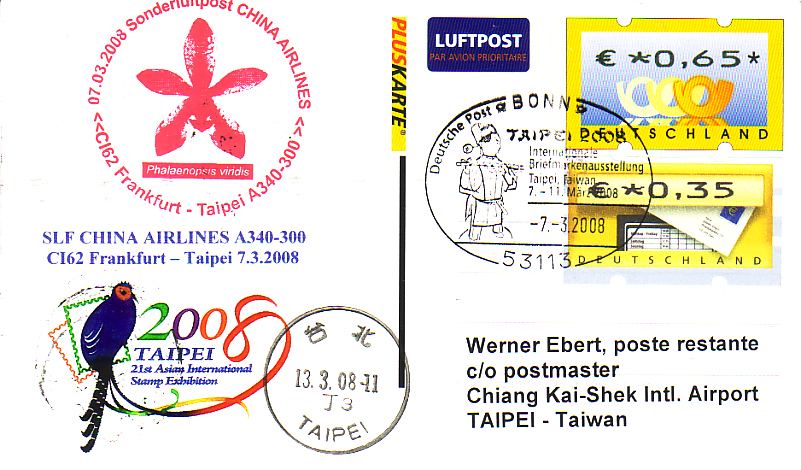 07.03.2008 Sonderluftpost CHINA AIRLINES
<<CI62 Frankfurt - Taipei A340-300 >>
Phalaenopsis viridis
SLF CHINA AIRLINES A340-300
CI62 Frankfurt – Taipei 7.3.2008
2008
TAIPEI
21st Asian International
Stamp Exhibition
台北
13.3.08-11
J3
TAIPEI
PLUSKARTE®
LUFTPOST
PAR AVION PRIORITAIRE
€ *0,65*
DEUTSCHLAND
€ *0,35
DEUTSCHLAND
Deutsche Post BONN
TAIPEI 2008
Internationale
Briefmarkenausstellung
Taipei, Taiwan
7. - 11. März 2008
-7.-3.2008
53113
Werner Ebert, poste restante
c/o postmaster
Chiang Kai-Shek Intl. Airport
TAIPEI - Taiwan